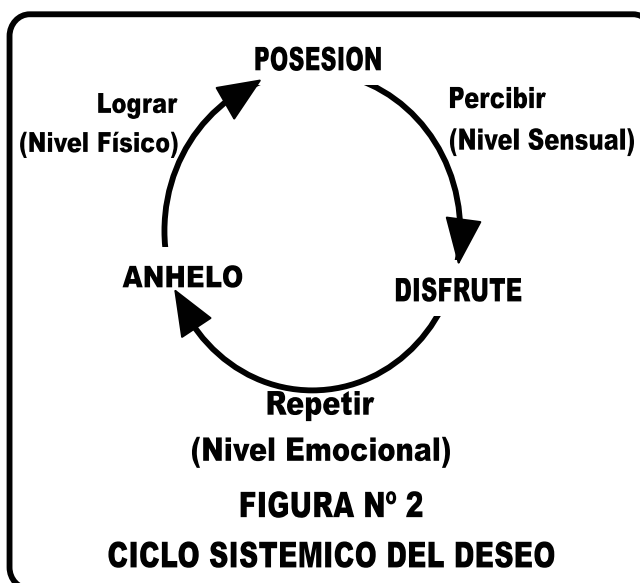 POSESION
Lograr
(Nivel Físico)
Percibir
(Nivel Sensual)
ANHELO
DISFRUTE
Repetir
(Nivel Emocional)
FIGURA Nº 2
CICLO SISTEMICO DEL DESEO